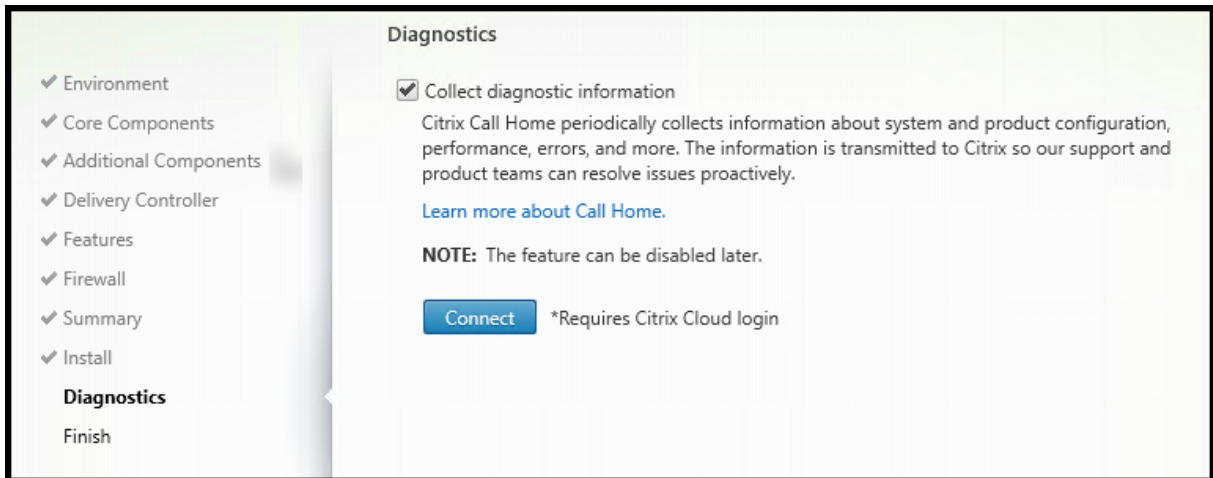 Diagnostics
Environment
Core Components
Additional Components
Delivery Controller
Features
Firewall
Summary
Install
Diagnostics
Finish
Collect diagnostic information
Citrix Call Home periodically collects information about system and product configuration,
performance, errors, and more. The information is transmitted to Citrix so our support and
product teams can resolve issues proactively.
Learn more about Call Home.
NOTE: The feature can be disabled later.
Connect *Requires Citrix Cloud login